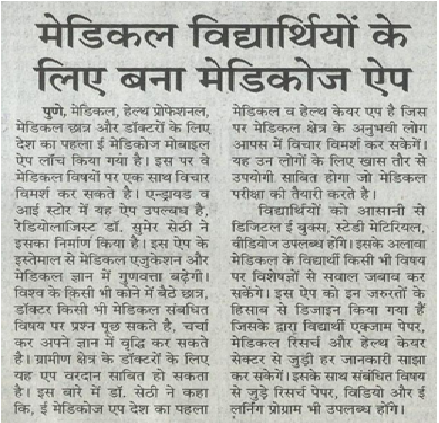 मेडिकल विद्यार्थियों के
लिए बना मेडिकोज ऐप
पुणे, मेडिकल, हेल्थ प्रोफेशनल,
मेडिकल छात्र और डॉक्टरों के लिए
देश का पहला ई मेडिकोज मोबाइल
ऐप लाँच किया गया है। इस पर वे
मेडिकल विषयों पर एक साथ विचार
विमर्श कर सकते है। एन्ड्रायड व
आई स्टोर में यह ऐप उपलब्ध है,
रेडियोलाजिस्ट डॉ. सुमेर सेठी ने
इसका निर्माण किया है। इस ऐप के
इस्तेमाल से मेडिकल एजुकेशन और
मेडिकल ज्ञान में गुणवत्ता बढ़ेगी।
विश्व के किसी भी कोने में बैठे छात्र,
डॉक्टर किसी भी मेडिकल संबधित
विषय पर प्रश्न पूछ सकते है, चर्चा
कर अपने ज्ञान में वृद्धि कर सकते
है। ग्रामीण क्षेत्र के डॉक्टरों के लिए
यह ऐप वरदान साबित हो सकता
है। इस बारे में डॉ. सेठी ने कहा
कि, ई मेडिकोज ऐप देश का पहला
मेडिकल व हेल्थ केयर ऐप है जिस
पर मेडिकल क्षेत्र के अनुभवी लोग
आपस में विचार विमर्श कर सकेंगे।
यह उन लोगों के लिए खास तौर से
उपयोगी साबित होगा जो मेडिकल
परीक्षा की तैयारी करते है।
विद्यार्थियों को आसानी से
डिजिटल ई बुक्स, स्टेडी मेटिरियल,
वीडियोज उपलब्ध होंगे। इसके अलावा
मेडिकल के विद्यार्थी किसी भी विषय
पर विशेषज्ञों से सवाल जबाब कर
सकेंगे। इस ऐप को इन जरुरतों के
हिसाब से डिजाइन किया गया हैं
जिसके द्वारा विद्यार्थी एक्जाम पेपर,
मेडिकल रिसर्च और हेल्थ केयर
सेक्टर से जुड़ी हर जानकारी साझा
कर सकेगें। इसके साथ संबंधित विषय
से जुड़े रिसर्च पेपर, विडियो और ई
लर्निंग प्रोग्राम भी उपलब्ध होंगे।